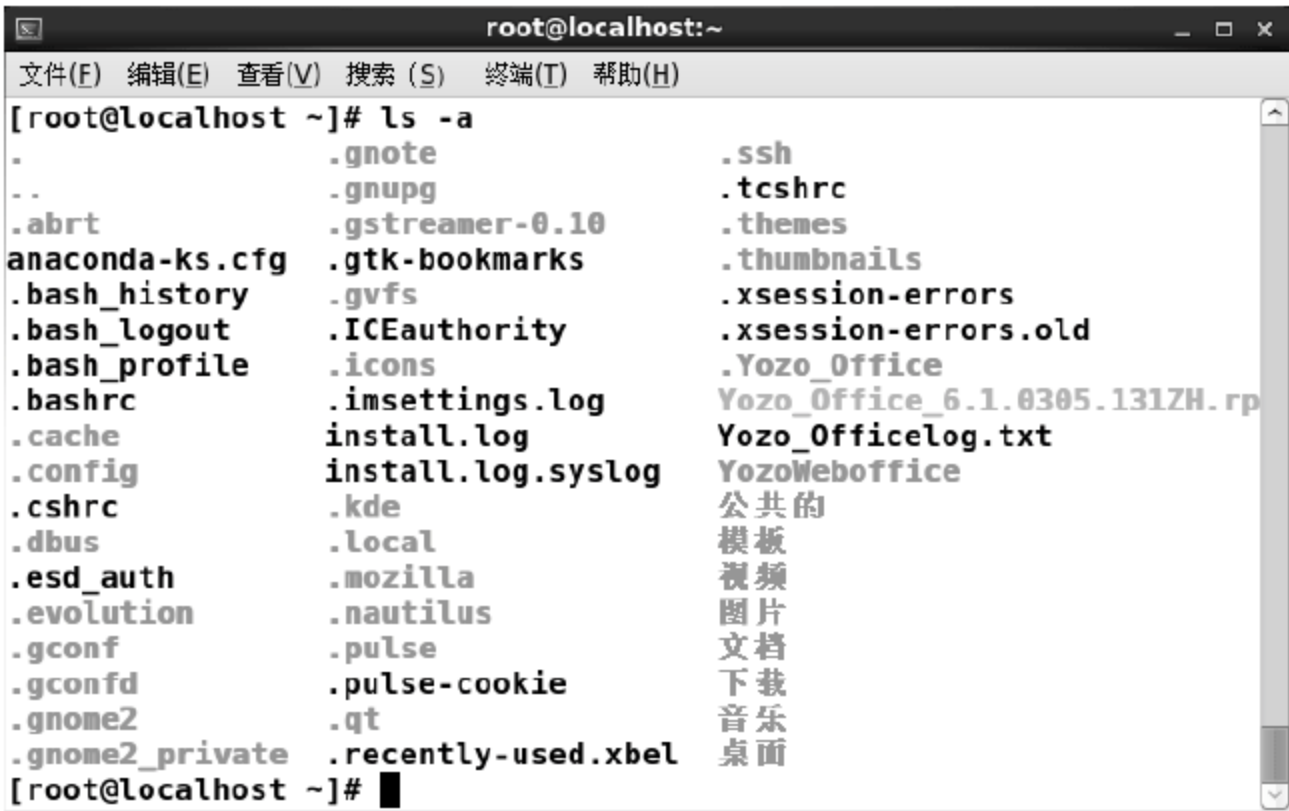 root@localhost:~
文件(F) 编辑(E) 查看(V) 搜索 (S) 终端(T) 帮助(H)
[root@localhost ~]# ls -a
. .gnote .ssh
.. .gnupg .tcshrc
.abrt .gstreamer-0.10 .themes
anaconda-ks.cfg .gtk-bookmarks .thumbnails
.bash_history .gvfs .xsession-errors
.bash_logout .ICEauthority .xsession-errors.old
.bash_profile .icons .Yozo_Office
.bashrc .imsettings.log Yozo_Office_6.1.0305.131ZH.rp
.cache install.log Yozo_Officelog.txt
.config install.log.syslog YozoWeboffice
.cshrc .kde 公共的
.dbus .local 模板
.esd_auth .mozilla 视频
.evolution .nautilus 图片
.gconf .pulse 文档
.gconfd .pulse-cookie 下载
.gnome2 .qt 音乐
.gnome2_private .recently-used.xbel 桌面
[root@localhost ~]#